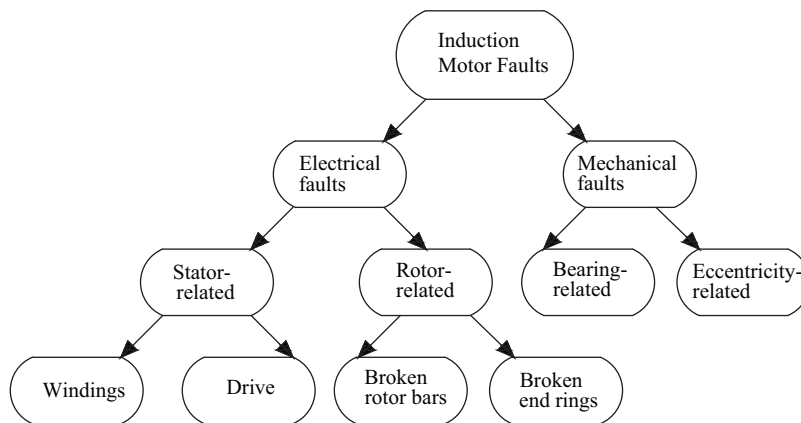 Induction
Motor Faults
Electrical
faults
Mechanical
faults
Stator-
related
Rotor-
related
Bearing-
related
Eccentricity-
related
Windings
Drive
Broken
rotor bars
Broken
end rings